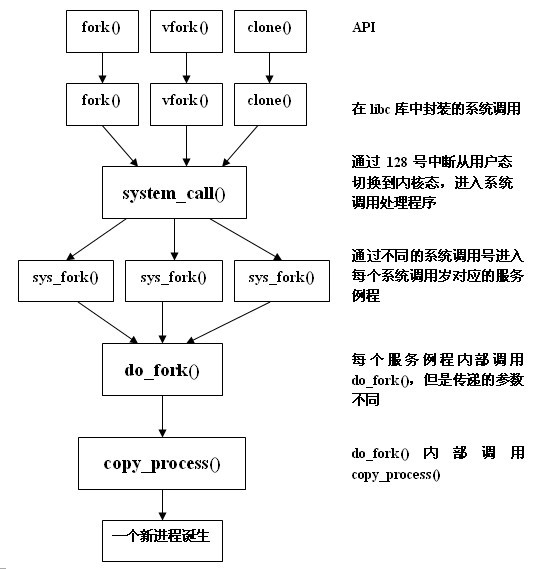 fork() vfork() clone() API
fork() vfork() clone() 在 libc 库中封装的系统调用
通过 128 号中断从用户态
切换到内核态，进入系统
调用处理程序
system_call()
通过不同的系统调用号进入
每个系统调用岁对应的服务
例程
sys_fork() sys_fork() sys_fork()
每个服务例程内部调用
do_fork()，但是传递的参数
不同
do_fork()
do_fork() 内部调用
copy_process()
copy_process()
一个新进程诞生